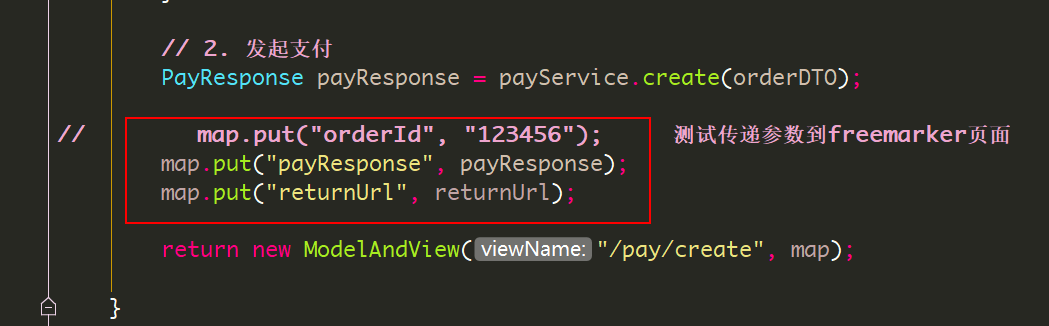 // 2. 发起支付
PayResponse payResponse = payService.create(orderDTO);
// map.put("orderId", "123456"); 测试传递参数到freemarker页面
map.put("payResponse", payResponse);
map.put("returnUrl", returnUrl);
return new ModelAndView( viewName: "/pay/create", map);
}